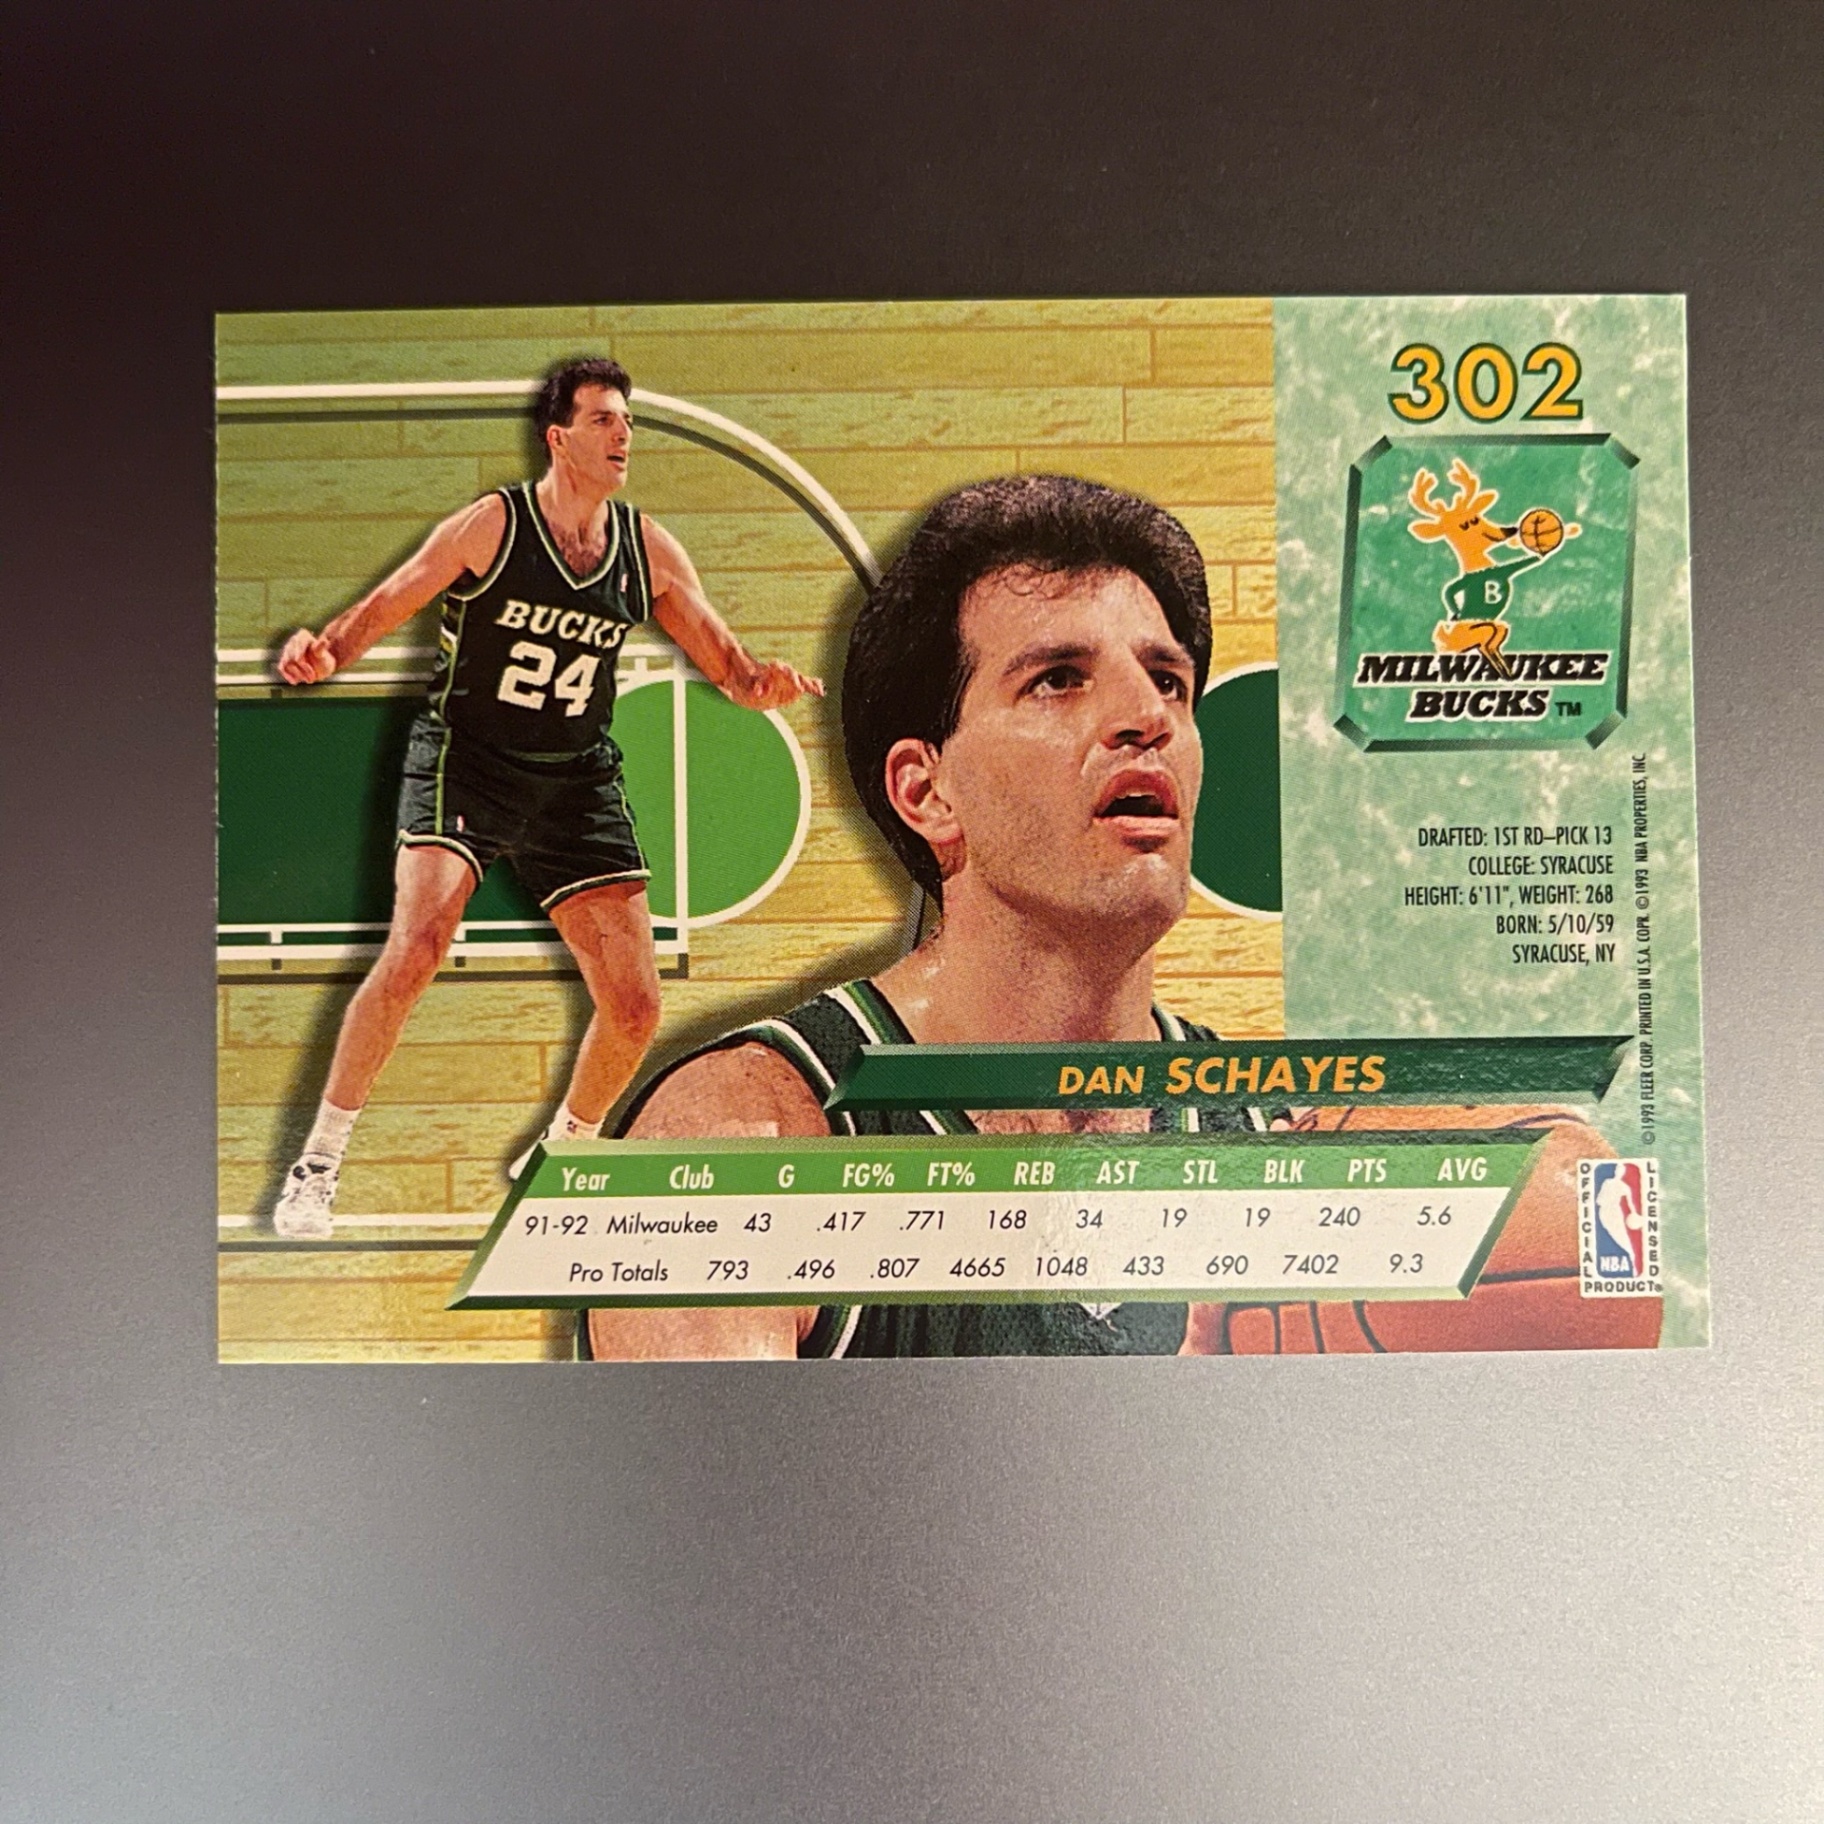 302
B
MILWAUKEE
BUCKS TM
BUCKS
24
DRAFTED: 1ST RD–PICK 13
COLLEGE: SYRACUSE
HEIGHT: 6'11", WEIGHT: 268
BORN: 5/10/59
SYRACUSE, NY
©1993 FLEER CORP. PRINTED IN U.S.A. COPR. ©1993 NBA PROPERTIES, INC.
DAN SCHAYES
Year Club G FG% FT% REB AST STL BLK PTS AVG
91-92 Milwaukee 43 .417 .771 168 34 19 19 240 5.6
Pro Totals 793 .496 .807 4665 1048 433 690 7402 9.3
OFFICIAL
LICENSED
NBA
PRODUCT®